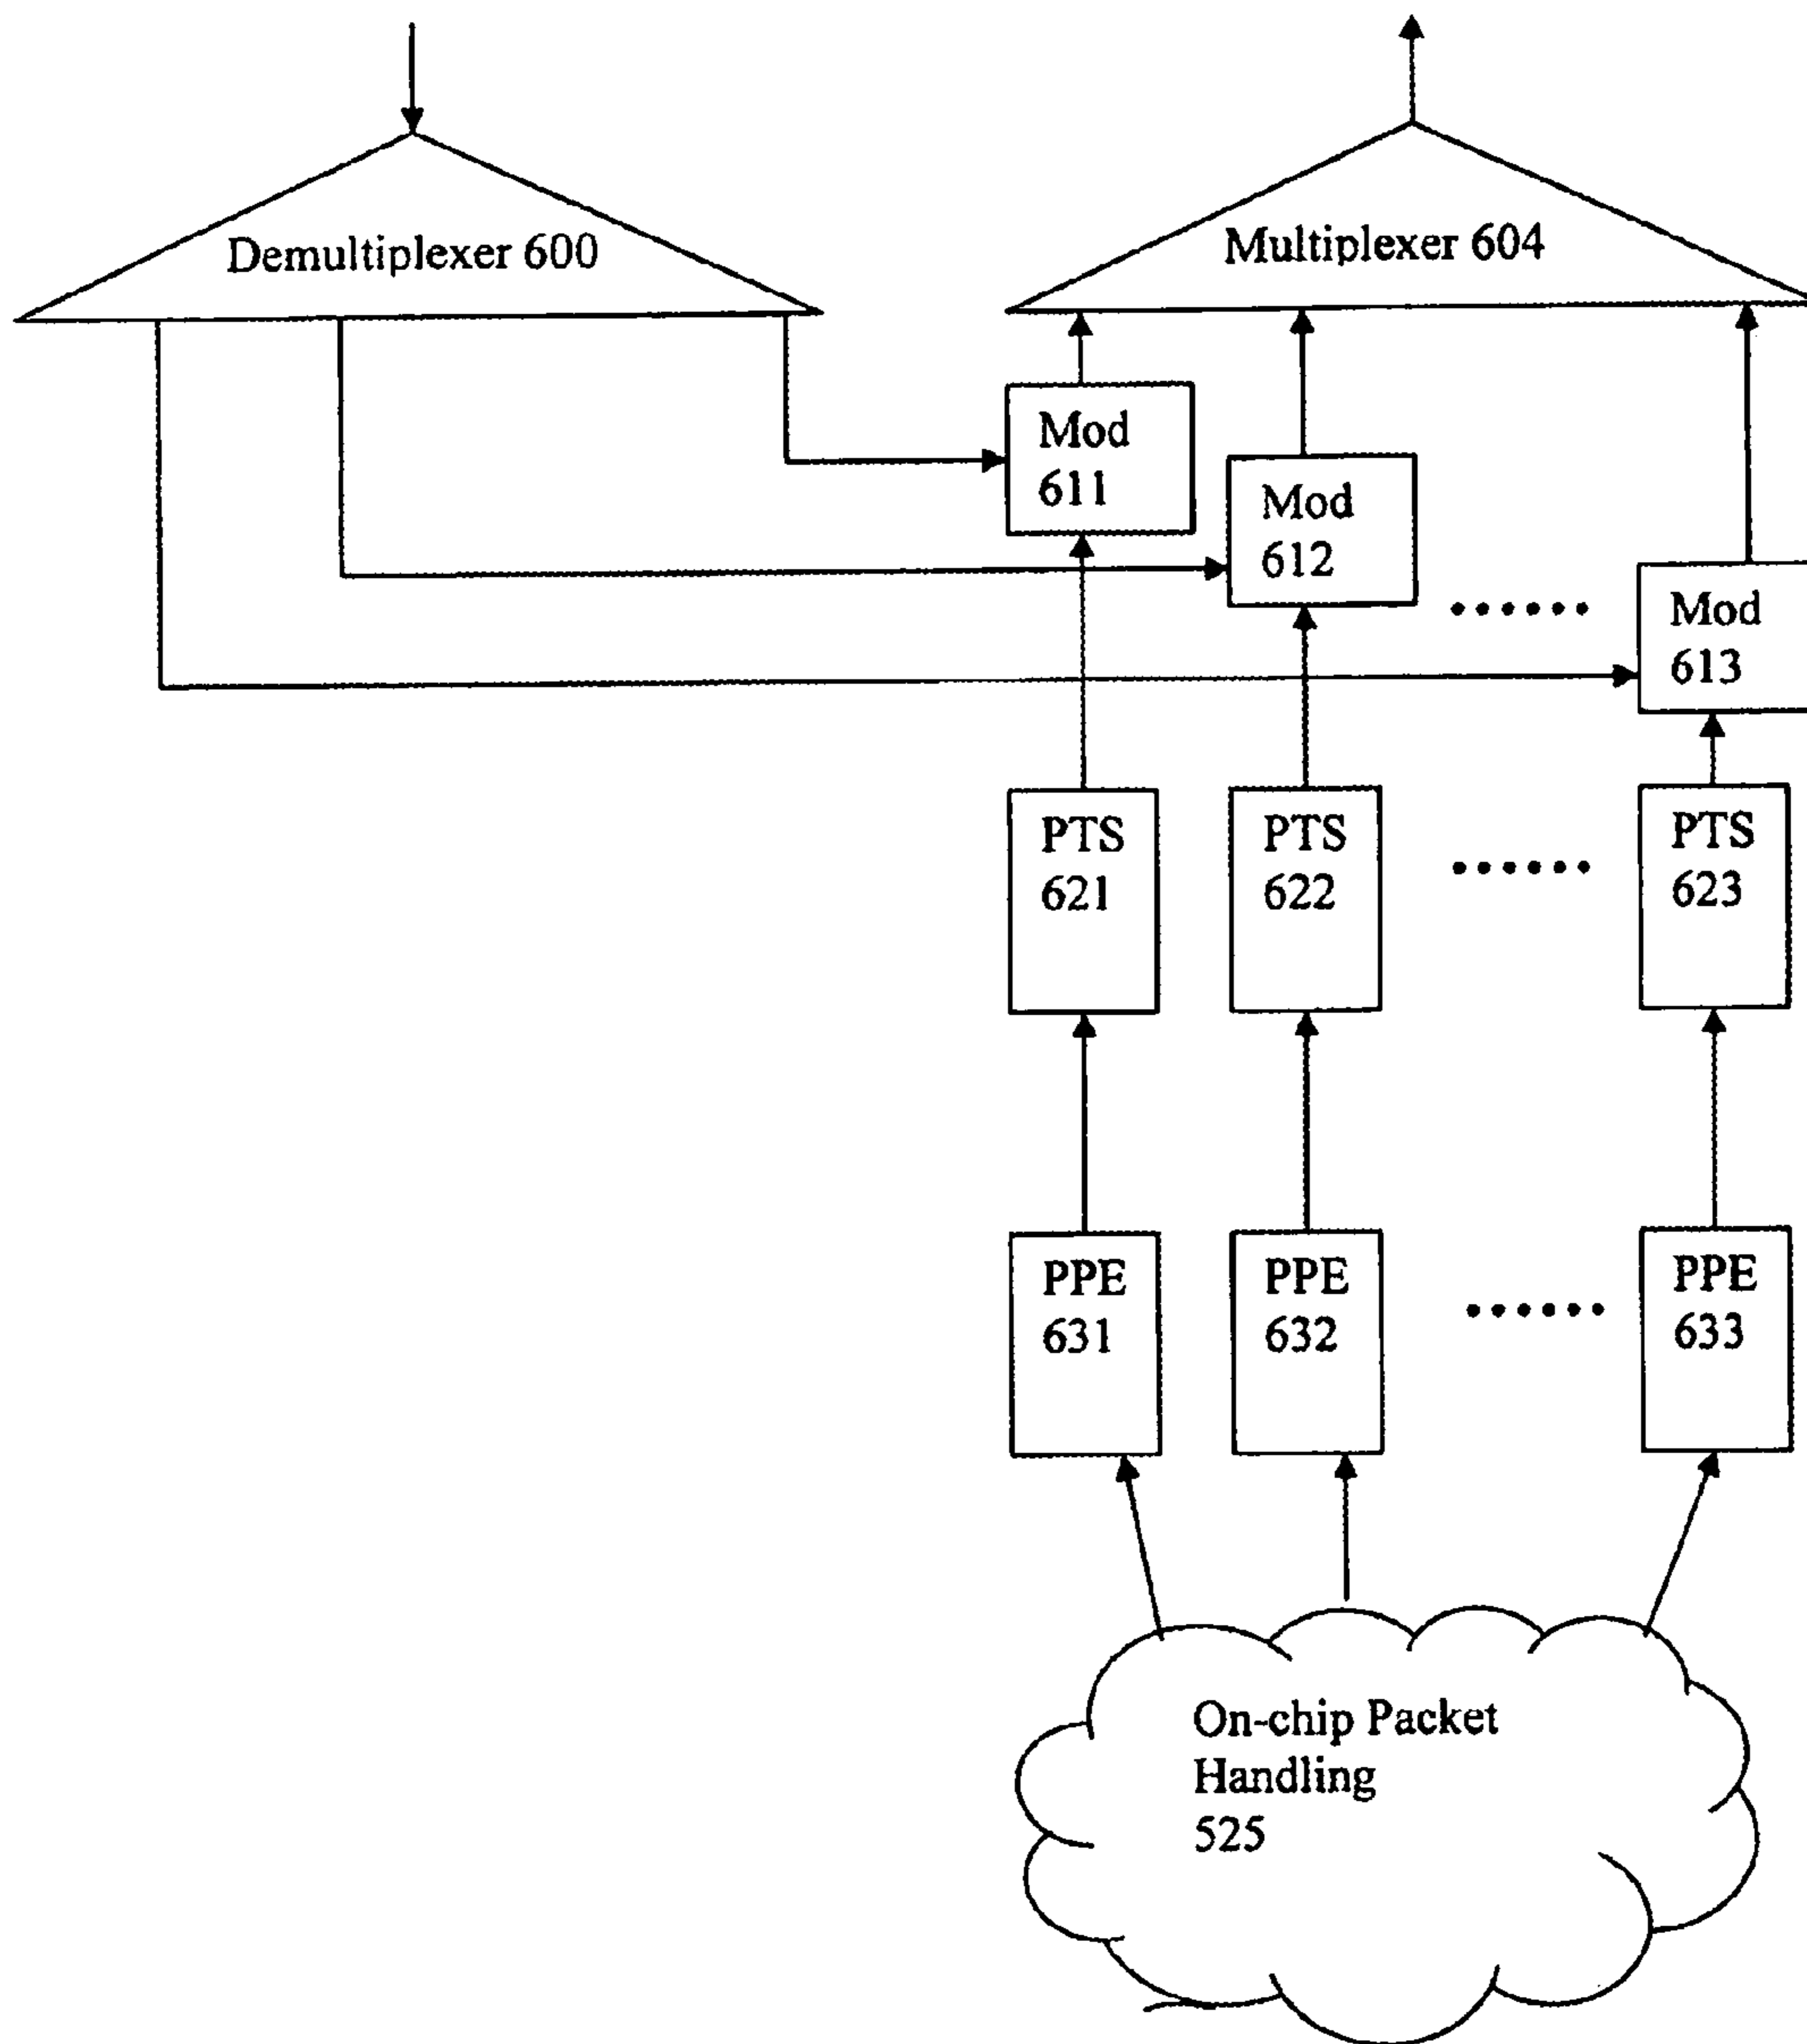 Demultiplexer 600
Multiplexer 604
Mod
611
Mod
612
Mod
613
PTS
621
PTS
622
PTS
623
PPE
631
PPE
632
PPE
633
On-chip Packet
Handling
525